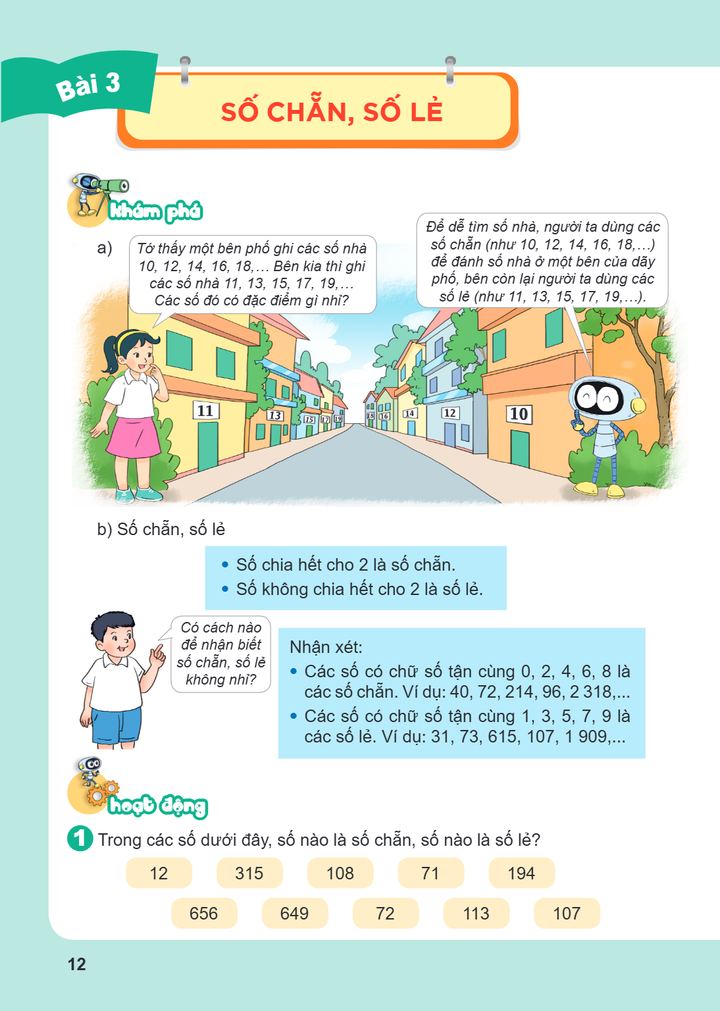 Bài 3
SỐ CHẴN, SỐ LẺ
khám phá
a)
Tớ thấy một bên phố ghi các số nhà
10, 12, 14, 16, 18,… Bên kia thì ghi
các số nhà 11, 13, 15, 17, 19,…
Các số đó có đặc điểm gì nhỉ?
Để dễ tìm số nhà, người ta dùng các
số chẵn (như 10, 12, 14, 16, 18,…)
để đánh số nhà ở một bên của dãy
phố, bên còn lại người ta dùng các
số lẻ (như 11, 13, 15, 17, 19,…).
11 13 15 17 19 18 16 14 12 10
b) Số chẵn, số lẻ
• Số chia hết cho 2 là số chẵn.
• Số không chia hết cho 2 là số lẻ.
Có cách nào
để nhận biết
số chẵn, số lẻ
không nhỉ?
Nhận xét:
• Các số có chữ số tận cùng 0, 2, 4, 6, 8 là
các số chẵn. Ví dụ: 40, 72, 214, 96, 2 318,...
• Các số có chữ số tận cùng 1, 3, 5, 7, 9 là
các số lẻ. Ví dụ: 31, 73, 615, 107, 1 909,...
hoạt động
1 Trong các số dưới đây, số nào là số chẵn, số nào là số lẻ?
12 315 108 71 194
656 649 72 113 107
12